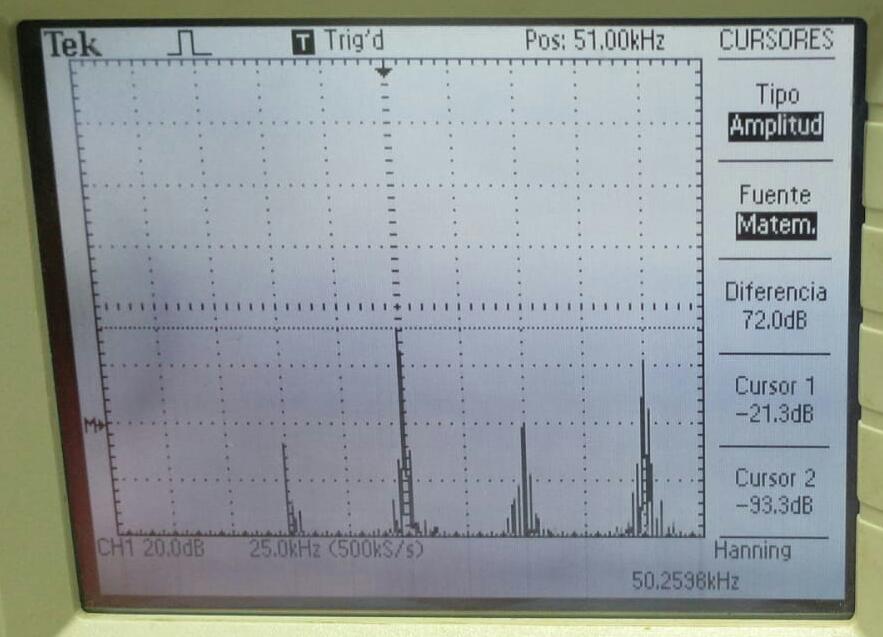 Tek T Trig'd Pos: 51.00kHz CURSORES
Tipo
Amplitud
Fuente
Matem.
Diferencia
72.0dB
Cursor 1
-21.3dB
Cursor 2
-93.3dB
M
CH1 20.0dB 25.0kHz (500kS/s) Hanning
50.2536kHz